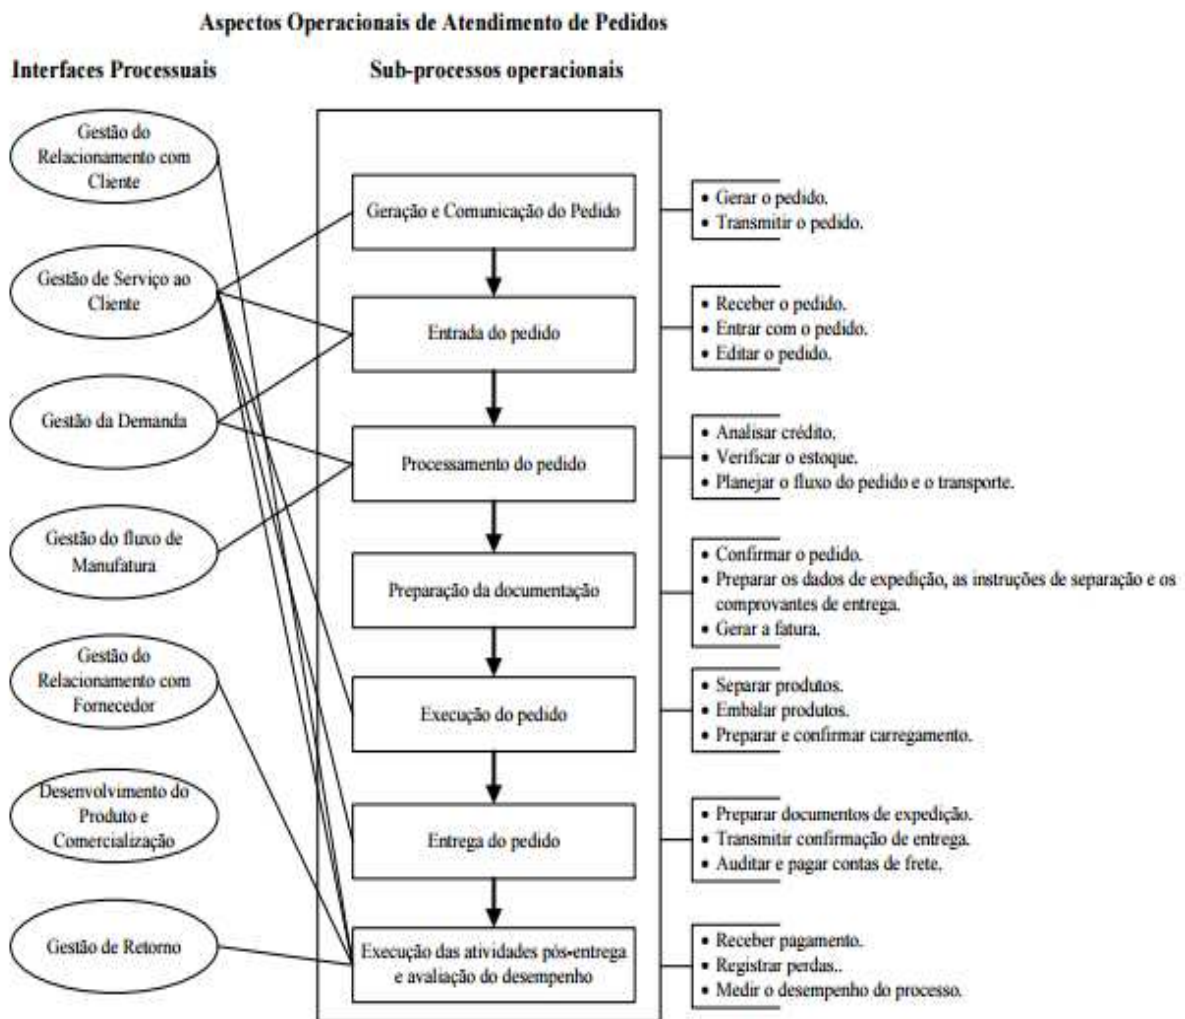 Aspectos Operacionais de Atendimento de Pedidos
Interfaces Processuais
Sub-processos operacionais
Gestão do
Relacionamento com
Cliente
Gestão de Serviço ao
Cliente
Gestão da Demanda
Gestão do fluxo de
Manufatura
Gestão do
Relacionamento com
Fornecedor
Desenvolvimento do
Produto e
Comercialização
Gestão de Retorno
Geração e Comunicação do Pedido
Entrada do pedido
Processamento do pedido
Preparação da documentação
Execução do pedido
Entrega do pedido
Execução das atividades pós-entrega
e avaliação do desempenho
• Gerar o pedido.
• Transmitir o pedido.
• Receber o pedido.
• Entrar com o pedido.
• Editar o pedido.
• Analisar crédito.
• Verificar o estoque.
• Planejar o fluxo do pedido e o transporte.
• Confirmar o pedido.
• Preparar os dados de expedição, as instruções de separação e os
comprovantes de entrega.
• Gerar a fatura.
• Separar produtos.
• Embalar produtos.
• Preparar e confirmar carregamento.
• Preparar documentos de expedição.
• Transmitir confirmação de entrega.
• Auditar e pagar contas de frete.
• Receber pagamento.
• Registrar perdas..
• Medir o desempenho do processo.